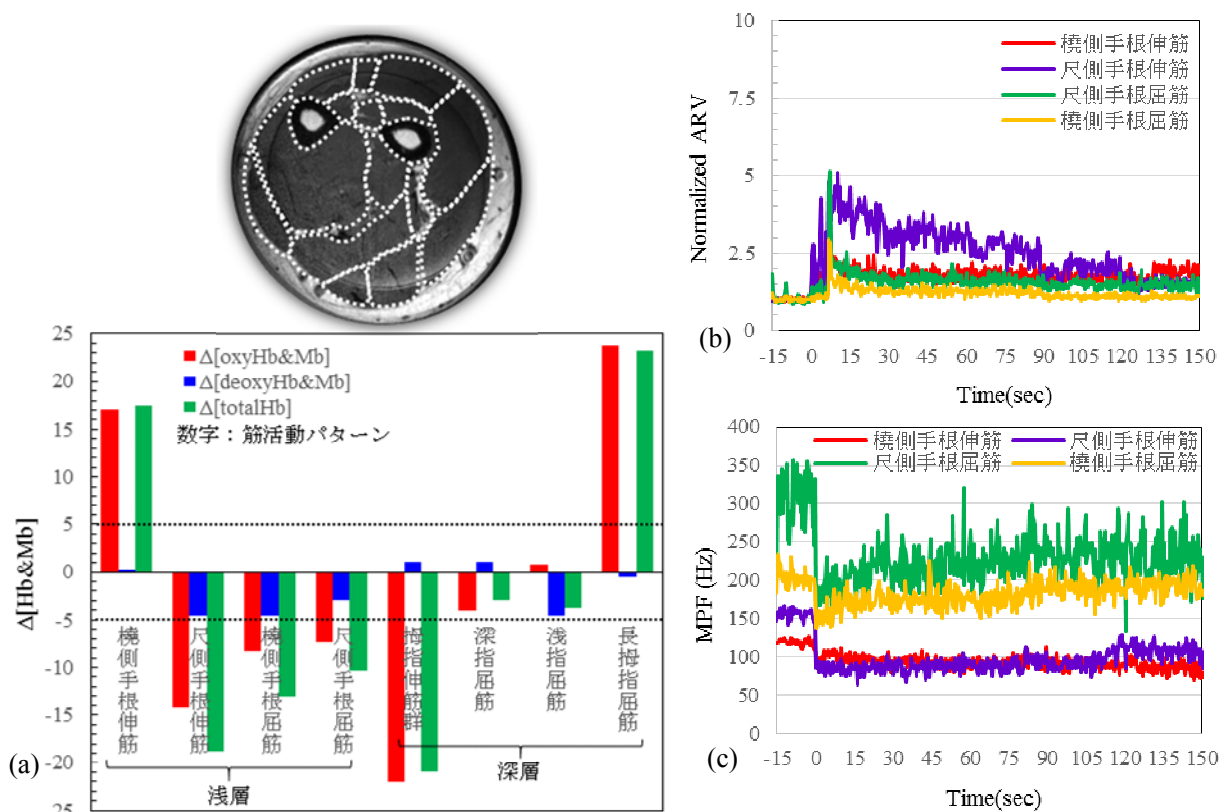 25
20
15
10
5
0
-5
-10
-15
-20
25
Δ[Hb&Mb]
Δ[oxyHb&Mb]
Δ[deoxyHb&Mb]
Δ[totalHb]
数字：筋活動パターン
橈側手根伸筋
尺側手根伸筋
橈側手根屈筋
尺側手根屈筋
拇指伸筋群
深指屈筋
浅指屈筋
長拇指屈筋
浅層
深層
(a)
10
7.5
5
2.5
0
Normalized ARV
橈側手根伸筋
尺側手根伸筋
尺側手根屈筋
橈側手根屈筋
-15 0 15 30 45 60 75 90 105 120 135 150
Time(sec)
(b)
400
350
300
250
200
150
100
50
0
MPF (Hz)
橈側手根伸筋 尺側手根伸筋
尺側手根屈筋 橈側手根屈筋
-15 0 15 30 45 60 75 90 105 120 135 150
Time(sec)
(c)